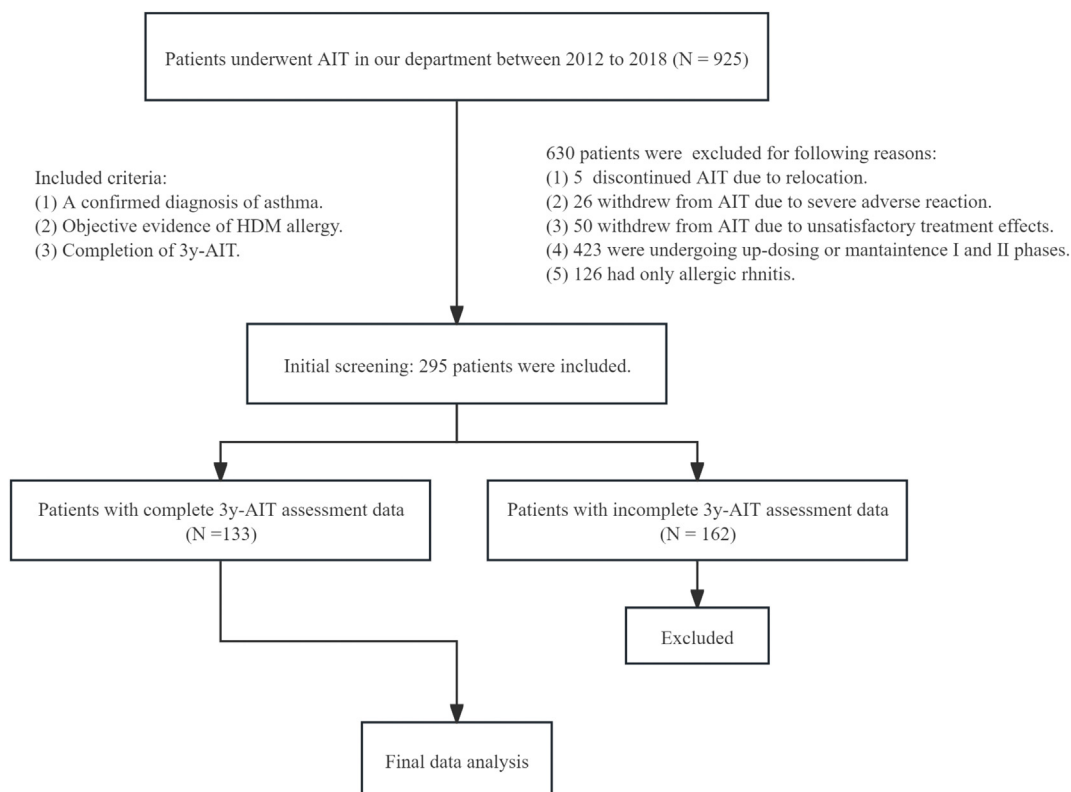 Patients underwent AIT in our department between 2012 to 2018 (N = 925)
Included criteria:
(1) A confirmed diagnosis of asthma.
(2) Objective evidence of HDM allergy.
(3) Completion of 3y-AIT.
630 patients were excluded for following reasons:
(1) 5 discontinued AIT due to relocation.
(2) 26 withdrew from AIT due to severe adverse reaction.
(3) 50 withdrew from AIT due to unsatisfactory treatment effects.
(4) 423 were undergoing up-dosing or mantaintence I and II phases.
(5) 126 had only allergic rhnitis.
Initial screening: 295 patients were included.
Patients with complete 3y-AIT assessment data
(N =133)
Patients with incomplete 3y-AIT assessment data
(N = 162)
Excluded
Final data analysis